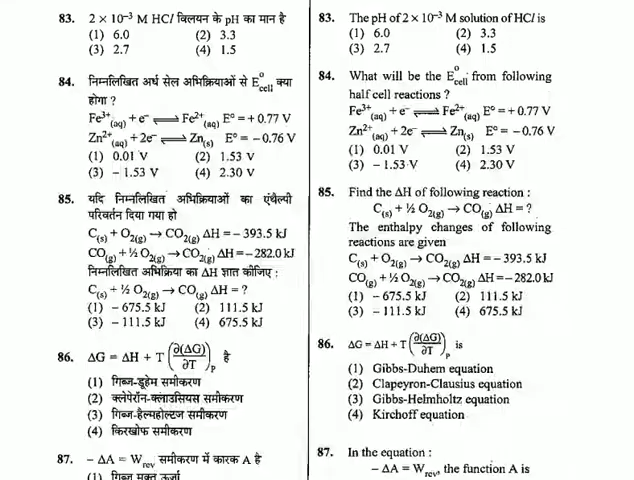 83. 2 × 10⁻³ M HCl विलयन के pH का मान है
(1) 6.0 (2) 3.3
(3) 2.7 (4) 1.5
84. निम्नलिखित अर्ध सेल अभिक्रियाओं से E°cell क्या
होगा ?
Fe³⁺(aq) + e⁻ ⇌ Fe²⁺(aq) E° = + 0.77 V
Zn²⁺(aq) + 2e⁻ ⇌ Zn(s) E° = – 0.76 V
(1) 0.01 V (2) 1.53 V
(3) – 1.53 V (4) 2.30 V
85. यदि निम्नलिखित अभिक्रियाओं का एंथैल्पी
परिवर्तन दिया गया हो
C(s) + O2(g) → CO2(g) ΔH = – 393.5 kJ
CO(g) + ½ O2(g) → CO2(g) ΔH = – 282.0 kJ
निम्नलिखित अभिक्रिया का ΔH ज्ञात कीजिए :
C(s) + ½ O2(g) → CO(g) ΔH = ?
(1) – 675.5 kJ (2) 111.5 kJ
(3) – 111.5 kJ (4) 675.5 kJ
86. ΔG = ΔH + T (∂(ΔG)/∂T)P है
(1) गिब्ज-डूहेम समीकरण
(2) क्लेपेरॉन-क्लाउसियस समीकरण
(3) गिब्ज-हैल्महोल्टज समीकरण
(4) किरखोफ समीकरण
87. – ΔA = Wrev समीकरण में कारक A है
(1) गिब्ज मुक्त ऊर्जा
83. The pH of 2 × 10⁻³ M solution of HCl is
(1) 6.0 (2) 3.3
(3) 2.7 (4) 1.5
84. What will be the E°cell from following
half cell reactions ?
Fe³⁺(aq) + e⁻ ⇌ Fe²⁺(aq) E° = + 0.77 V
Zn²⁺(aq) + 2e⁻ ⇌ Zn(s) E° = – 0.76 V
(1) 0.01 V (2) 1.53 V
(3) – 1.53 V (4) 2.30 V
85. Find the ΔH of following reaction :
C(s) + ½ O2(g) → CO(g) ΔH = ?
The enthalpy changes of following
reactions are given
C(s) + O2(g) → CO2(g) ΔH = – 393.5 kJ
CO(g) + ½ O2(g) → CO2(g) ΔH = – 282.0 kJ
(1) – 675.5 kJ (2) 111.5 kJ
(3) – 111.5 kJ (4) 675.5 kJ
86. ΔG = ΔH + T (∂(ΔG)/∂T)P is
(1) Gibbs-Duhem equation
(2) Clapeyron-Clausius equation
(3) Gibbs-Helmholtz equation
(4) Kirchoff equation
87. In the equation :
– ΔA = Wrev, the function A is